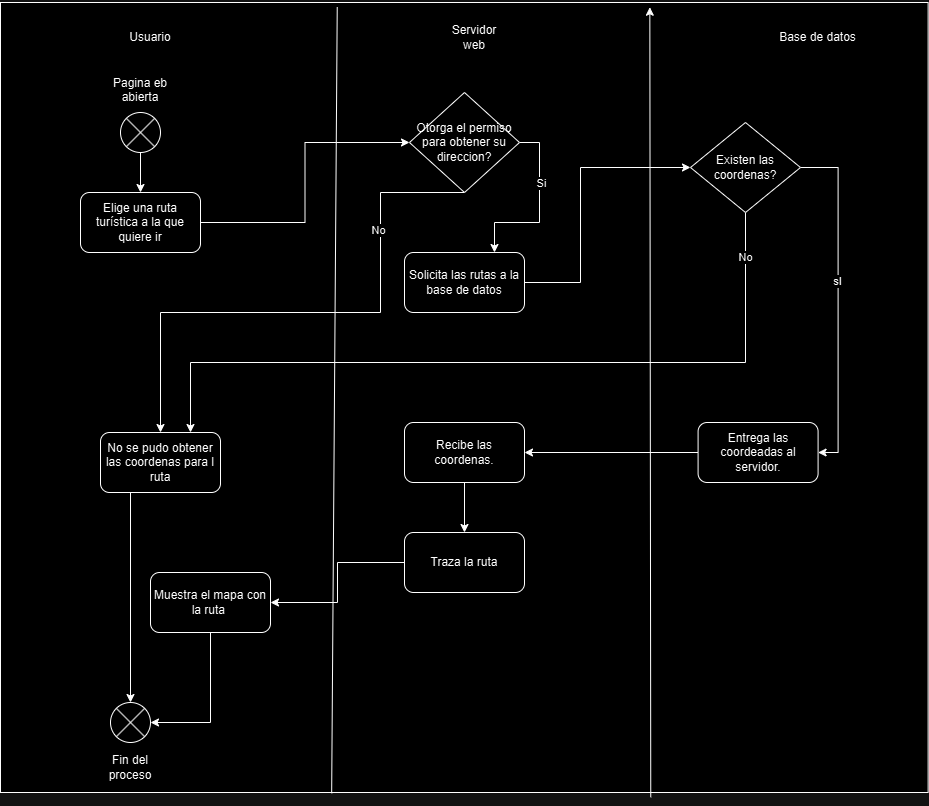 Usuario
Servidor
web
Base de datos
Pagina eb
abierta
Otorga el permiso
para obtener su
direccion?
Existen las
coordenas?
Si
Elige una ruta
turística a la que
quiere ir
No
Solicita las rutas a la
base de datos
No
sI
No se pudo obtener
las coordenas para l
ruta
Recibe las
coordenas.
Entrega las
coordeadas al
servidor.
Traza la ruta
Muestra el mapa con
la ruta
Fin del
proceso